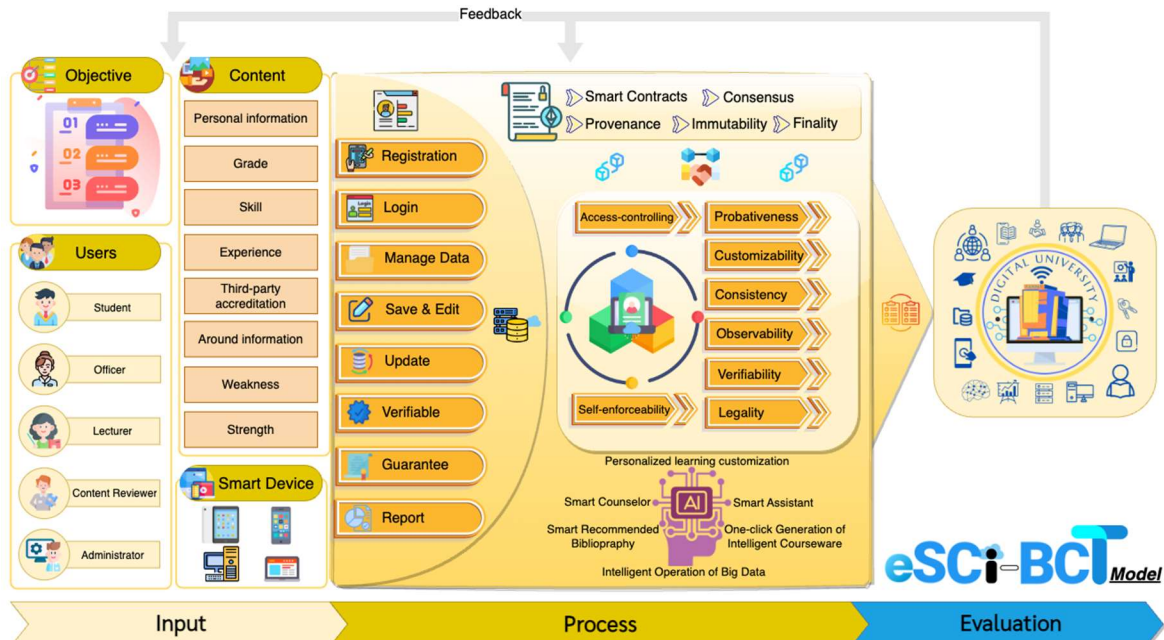 Feedback
Objective
01
02
03
Users
Student
Officer
Lecturer
Content Reviewer
Administrator
Content
Personal information
Grade
Skill
Experience
Third-party
accreditation
Around information
Weakness
Strength
Smart Device
Registration
Login
Login
Manage Data
Save & Edit
Update
Verifiable
Guarantee
Report
Smart Contracts
Consensus
Provenance
Immutability
Finality
Access-controlling
Self-enforceability
Probativeness
Customizability
Consistency
Observability
Verifiability
Legality
Personalized learning customization
Smart Counselor
AI
Smart Assistant
Smart Recommended
Bibliopraphy
One-click Generation of
Intelligent Courseware
Intelligent Operation of Big Data
DIGITAL UNIVERSITY
eSCi-BCT Model
Input
Process
Evaluation